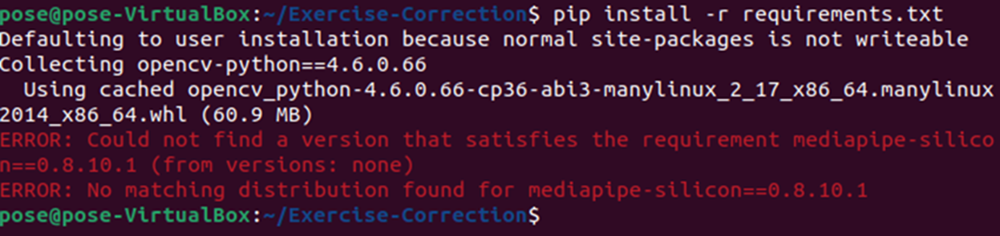 pose@pose-VirtualBox:~/Exercise-Correction$ pip install -r requirements.txt
Defaulting to user installation because normal site-packages is not writeable
Collecting opencv-python==4.6.0.66
  Using cached opencv_python-4.6.0.66-cp36-abi3-manylinux_2_17_x86_64.manylinux
2014_x86_64.whl (60.9 MB)
ERROR: Could not find a version that satisfies the requirement mediapipe-silico
n==0.8.10.1 (from versions: none)
ERROR: No matching distribution found for mediapipe-silicon==0.8.10.1
pose@pose-VirtualBox:~/Exercise-Correction$